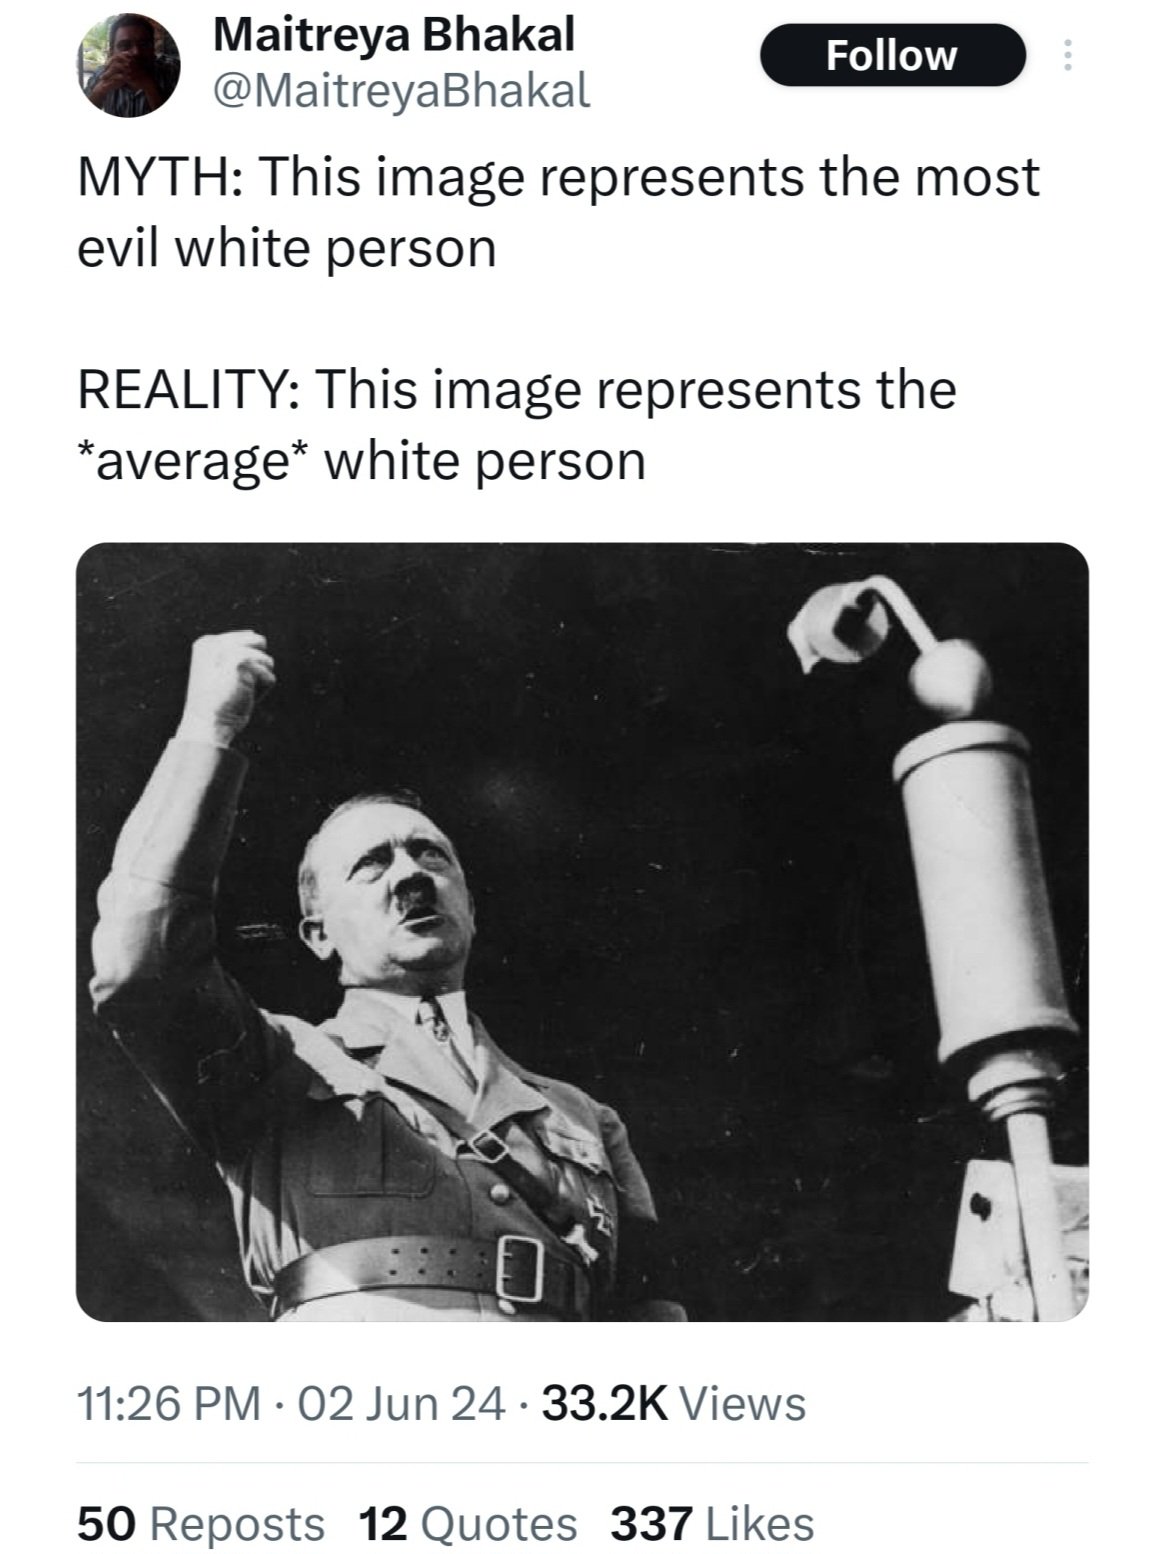 Maitreya Bhakal
Follow
@MaitreyaBhakal
MYTH: This image represents the most
evil white person
REALITY: This image represents the
*average* white person
11:26 PM · 02 Jun 24 · 33.2K Views
50 Reposts 12 Quotes 337 Likes